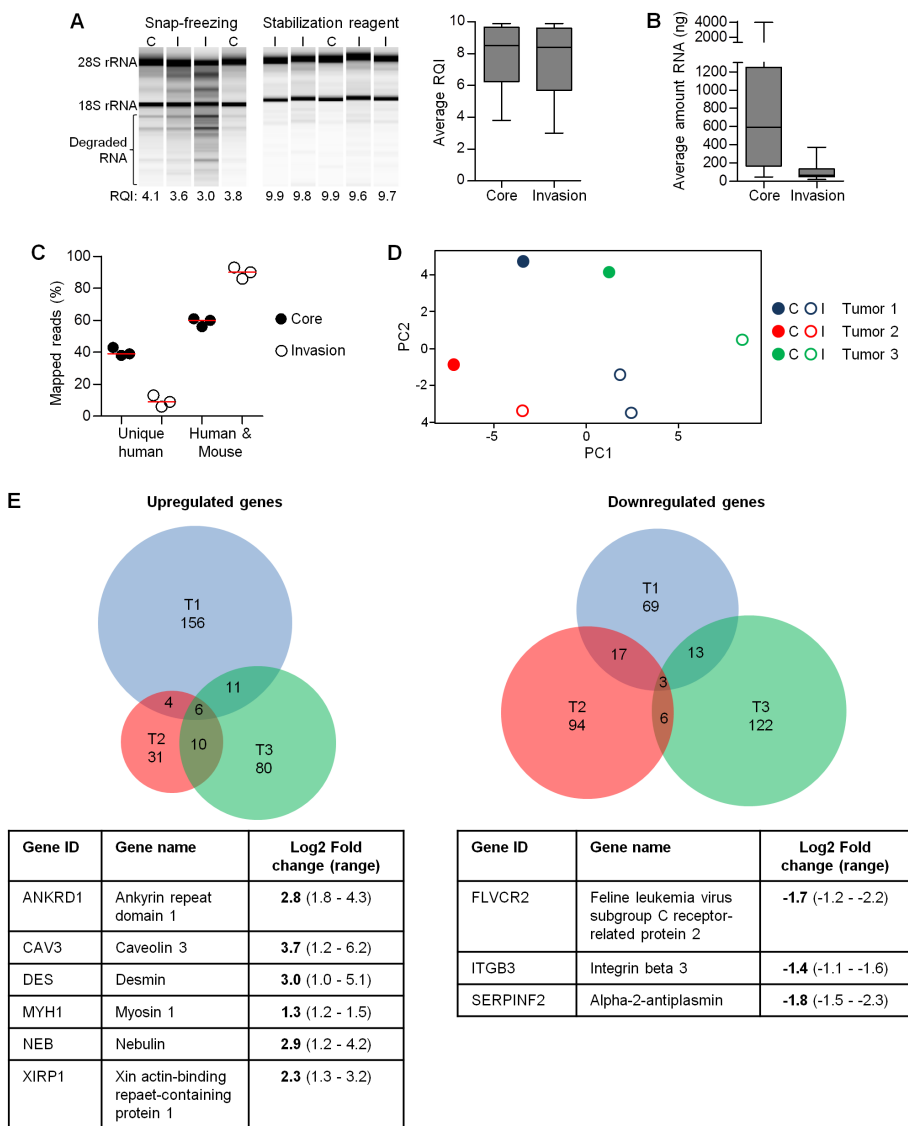 A
Snap-freezing
Stabilization reagent
C I I C
I I C I I
28S rRNA
18S rRNA
Degraded
RNA
RQI: 4.1 3.6 3.0 3.8 9.9 9.8 9.9 9.6 9.7
Average RQI
10
8
6
4
2
0
Core Invasion
B
Average amount RNA (ng)
4000
2000
1200
1000
800
600
400
200
0
Core Invasion
C
Mapped reads (%)
100
80
60
40
20
0
Unique
human
Human &
Mouse
Core
Invasion
D
PC2
4
2
0
-2
4
-5 0 5
PC1
C I Tumor 1
C I Tumor 2
C I Tumor 3
E
Upregulated genes
T1
156
4
6
11
10
T2
31
T3
80
Downregulated genes
T1
69
17
13
3
6
T2
94
T3
122
Gene ID Gene name Log2 Fold
change (range)
ANKRD1 Ankyrin repeat 2.8 (1.8 - 4.3)
domain 1
CAV3 Caveolin 3 3.7 (1.2 - 6.2)
DES Desmin 3.0 (1.0 - 5.1)
MYH1 Myosin 1 1.3 (1.2 - 1.5)
NEB Nebulin 2.9 (1.2 - 4.2)
XIRP1 Xin actin-binding 2.3 (1.3 - 3.2)
repaet-containing
protein 1
Gene ID Gene name Log2 Fold
change (range)
FLVCR2 Feline leukemia virus -1.7 (-1.2 - -2.2)
subgroup C receptor-
related protein 2
ITGB3 Integrin beta 3 -1.4 (-1.1 - -1.6)
SERPINF2 Alpha-2-antiplasmin -1.8 (-1.5 - -2.3)